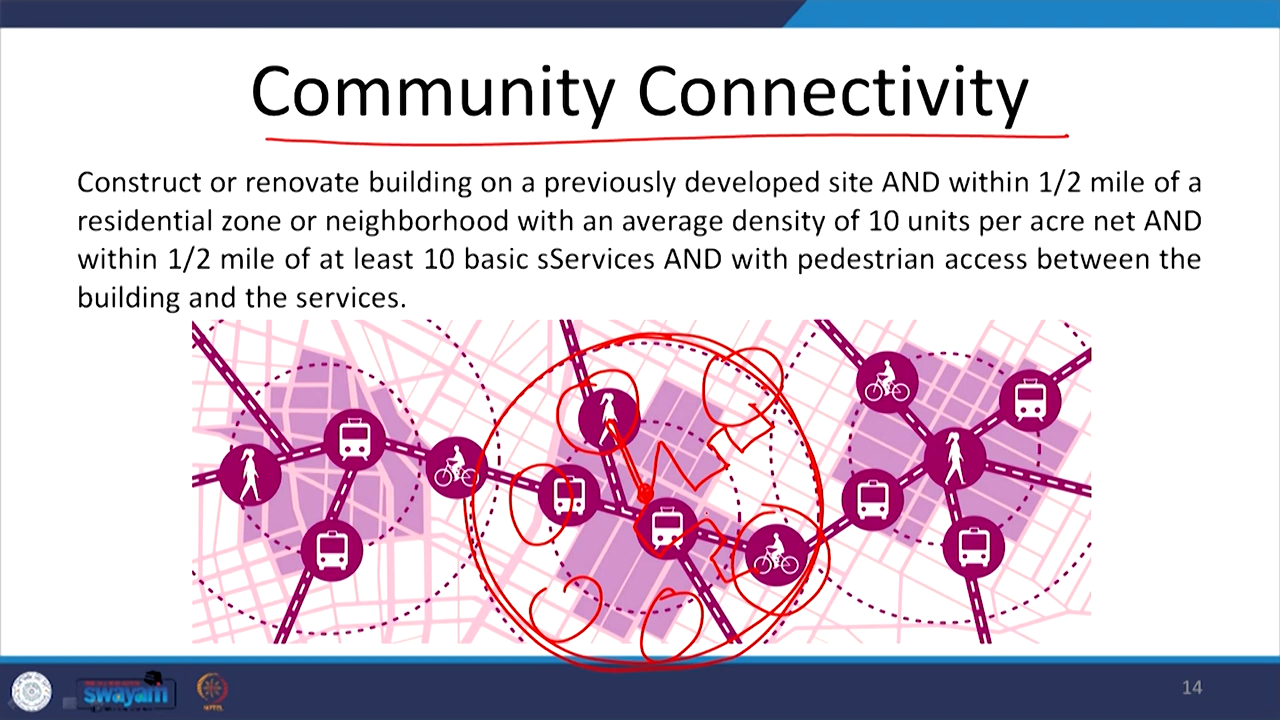 Community Connectivity
Construct or renovate building on a previously developed site AND within 1/2 mile of a
residential zone or neighborhood with an average density of 10 units per acre net AND
within 1/2 mile of at least 10 basic sServices AND with pedestrian access between the
building and the services.
swayam
14